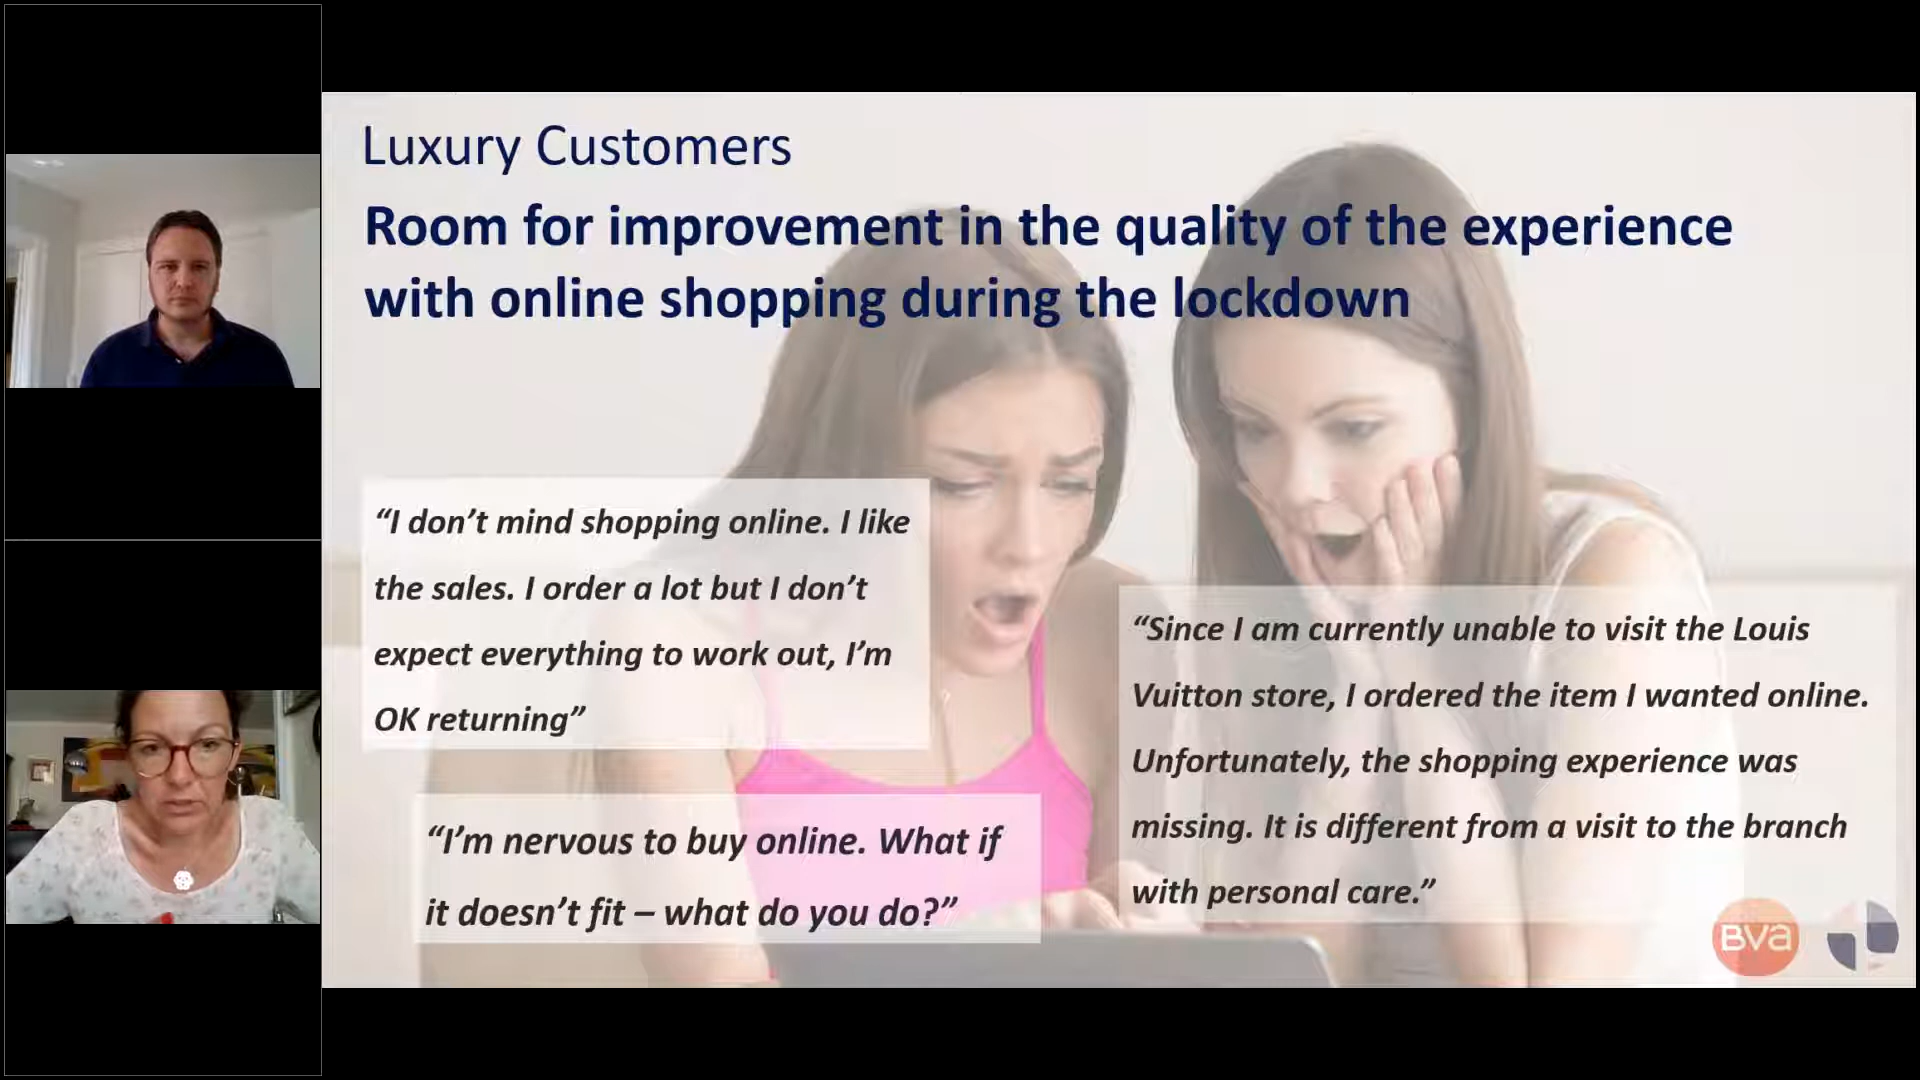 Luxury Customers
Room for improvement in the quality of the experience
with online shopping during the lockdown
“I don’t mind shopping online. I like
the sales. I order a lot but I don’t
expect everything to work out, I’m
OK returning”
“I’m nervous to buy online. What if
it doesn’t fit – what do you do?”
“Since I am currently unable to visit the Louis
Vuitton store, I ordered the item I wanted online.
Unfortunately, the shopping experience was
missing. It is different from a visit to the branch
with personal care.”
BVa